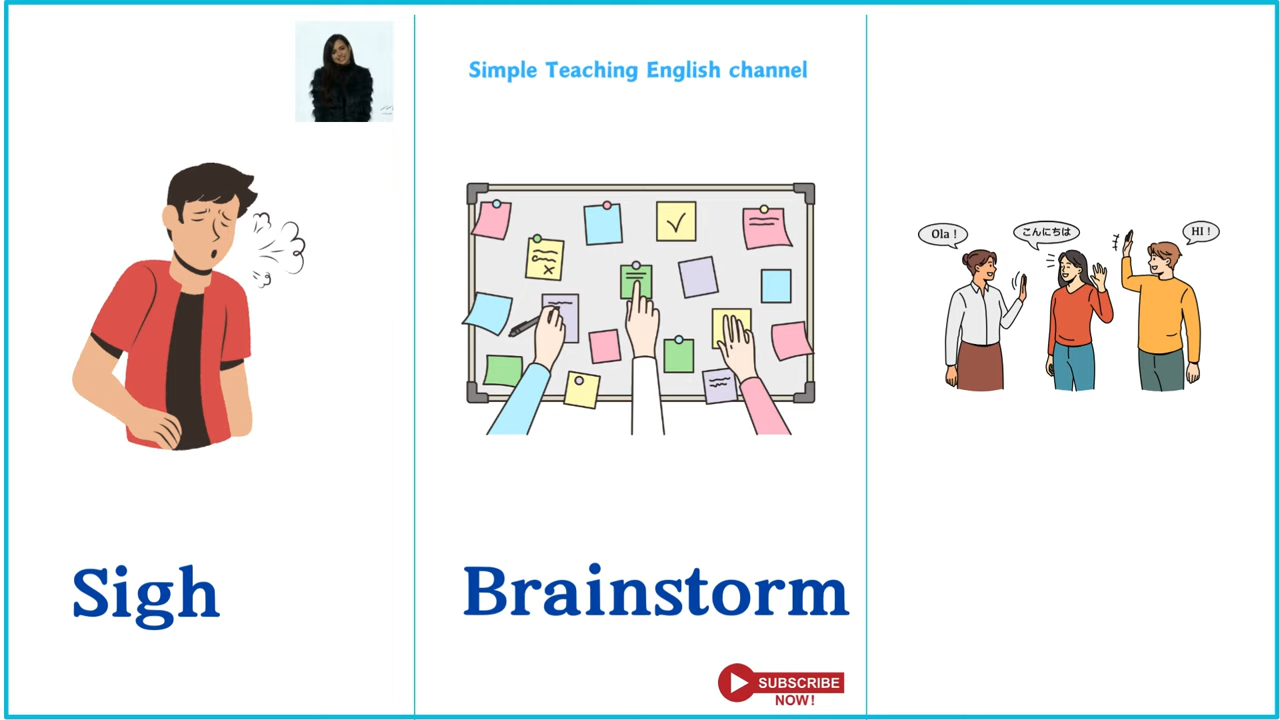 Simple Teaching English channel
Ola !
こんにちは
HI !
Sigh
Brainstorm
SUBSCRIBE
NOW!